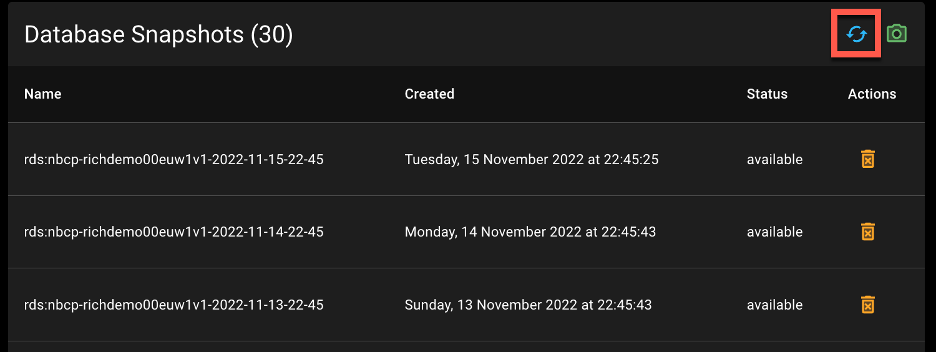 Database Snapshots (30)
Name Created Status Actions
rds:nbcp-richdemo00euw1v1-2022-11-15-22-45 Tuesday, 15 November 2022 at 22:45:25 available
rds:nbcp-richdemo00euw1v1-2022-11-14-22-45 Monday, 14 November 2022 at 22:45:43 available
rds:nbcp-richdemo00euw1v1-2022-11-13-22-45 Sunday, 13 November 2022 at 22:45:43 available